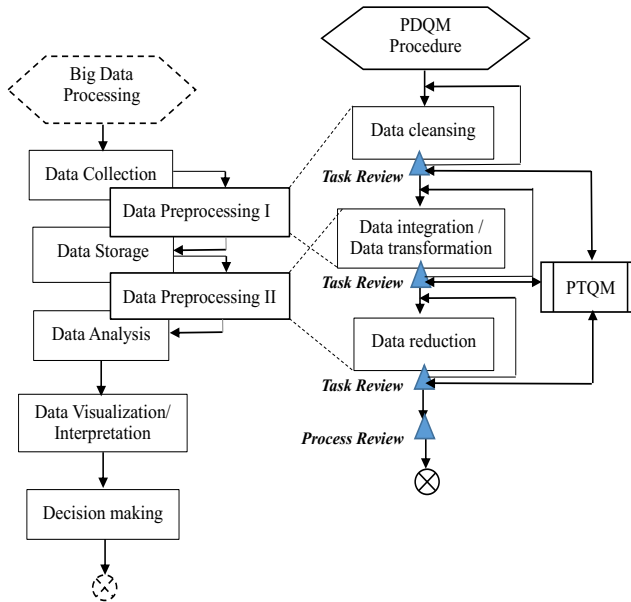 Big Data
Processing
Data Collection
Data Preprocessing I
Data Storage
Data Preprocessing II
Data Analysis
Data Visualization/
Interpretation
Decision making
PDQM
Procedure
Data cleansing
Task Review
Data integration /
Data transformation
Task Review
PTQM
Data reduction
Task Review
Process Review